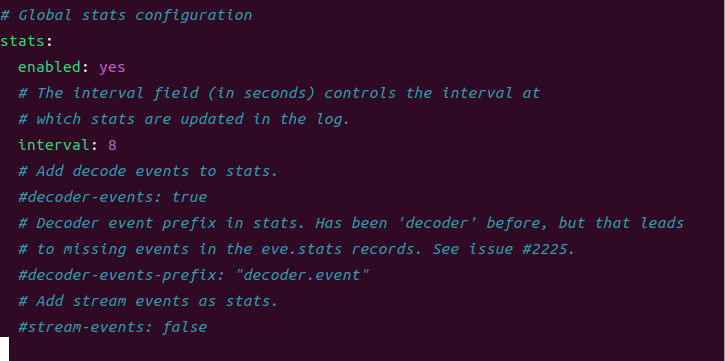 # Global stats configuration
stats:
  enabled: yes
  # The interval field (in seconds) controls the interval at
  # which stats are updated in the log.
  interval: 8
  # Add decode events to stats.
  #decoder-events: true
  # Decoder event prefix in stats. Has been 'decoder' before, but that leads
  # to missing events in the eve.stats records. See issue #2225.
  #decoder-events-prefix: "decoder.event"
  # Add stream events as stats.
  #stream-events: false